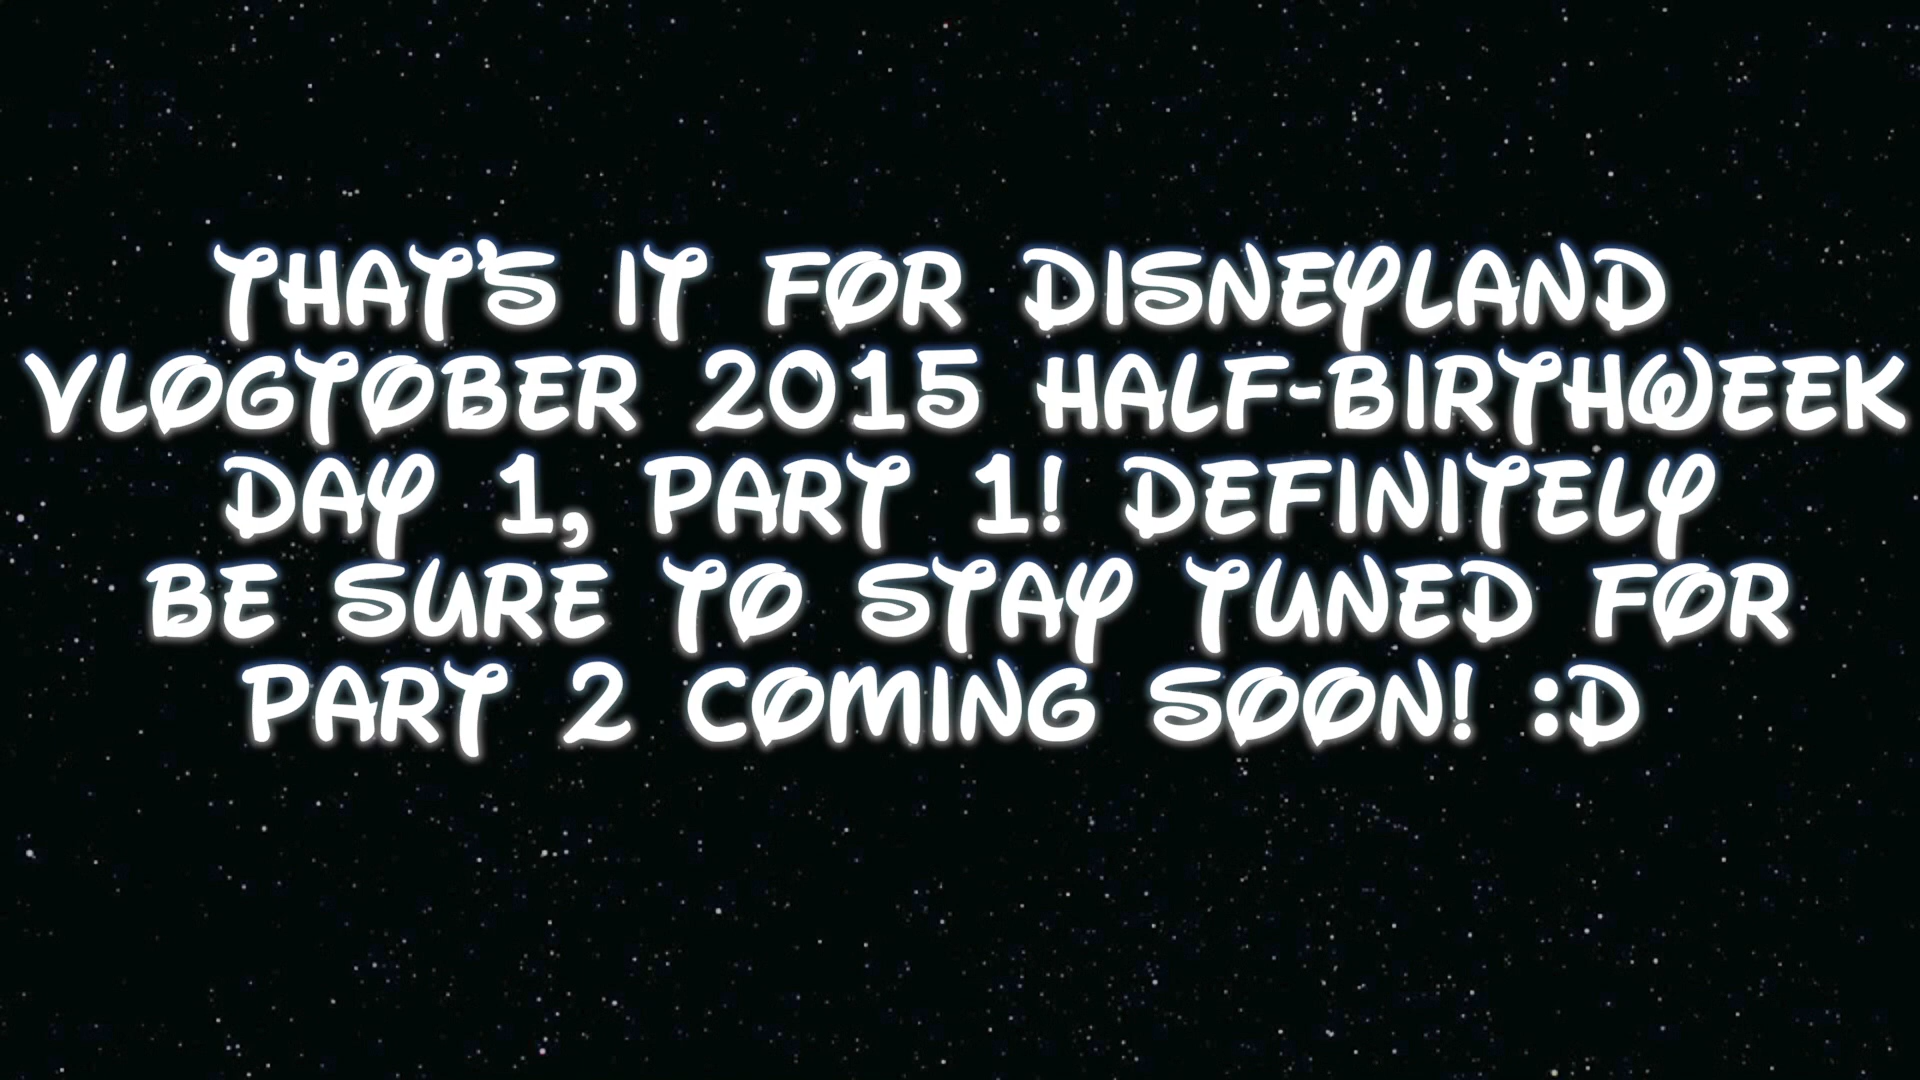 THAT'S IT FOR DISNEYLAND
VLOGTOBER 2015 HALF-BIRTHWEEK
DAY 1, PART 1! DEFINITELY
BE SURE TO STAY TUNED FOR
PART 2 COMING SOON! :D